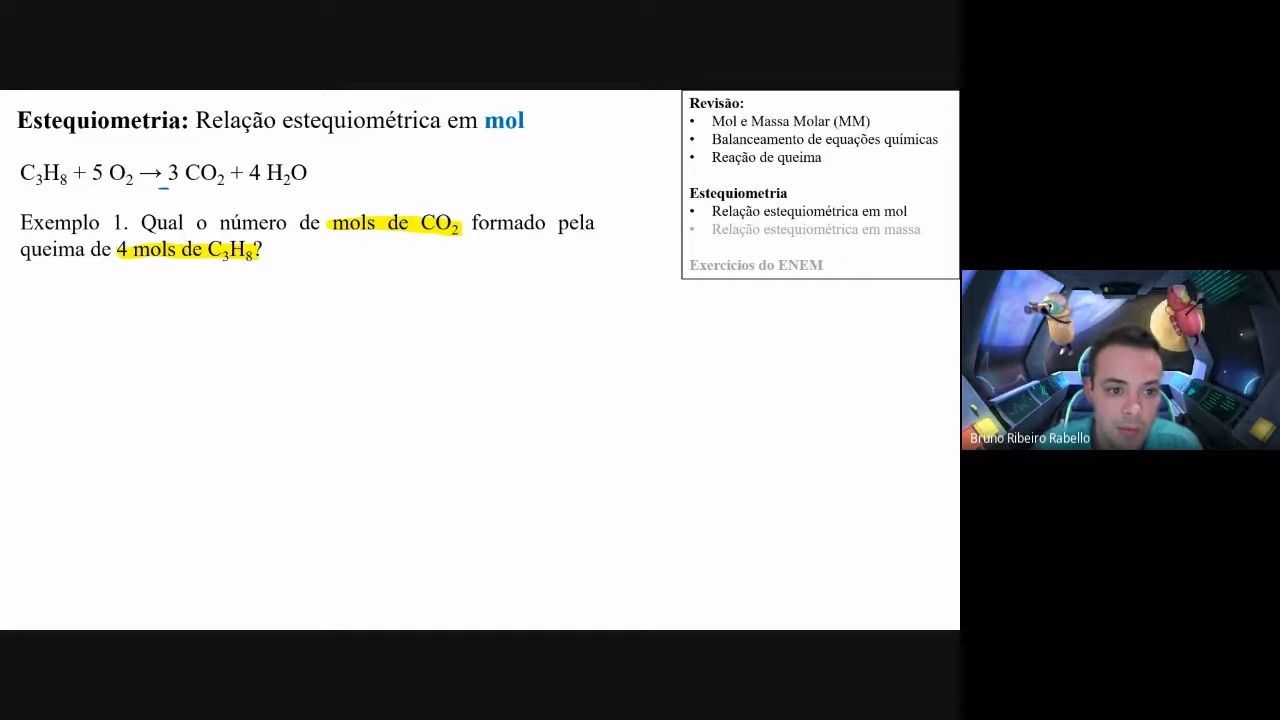 Estequiometria: Relação estequiométrica em mol
C₃H₈ + 5 O₂ → 3 CO₂ + 4 H₂O
Exemplo 1. Qual o número de mols de CO₂ formado pela
queima de 4 mols de C₃H₈?
Revisão:
• Mol e Massa Molar (MM)
• Balanceamento de equações químicas
• Reação de queima
Estequiometria
• Relação estequiométrica em mol
• Relação estequiométrica em massa
Exercícios do ENEM
Bruno Ribeiro Rabello